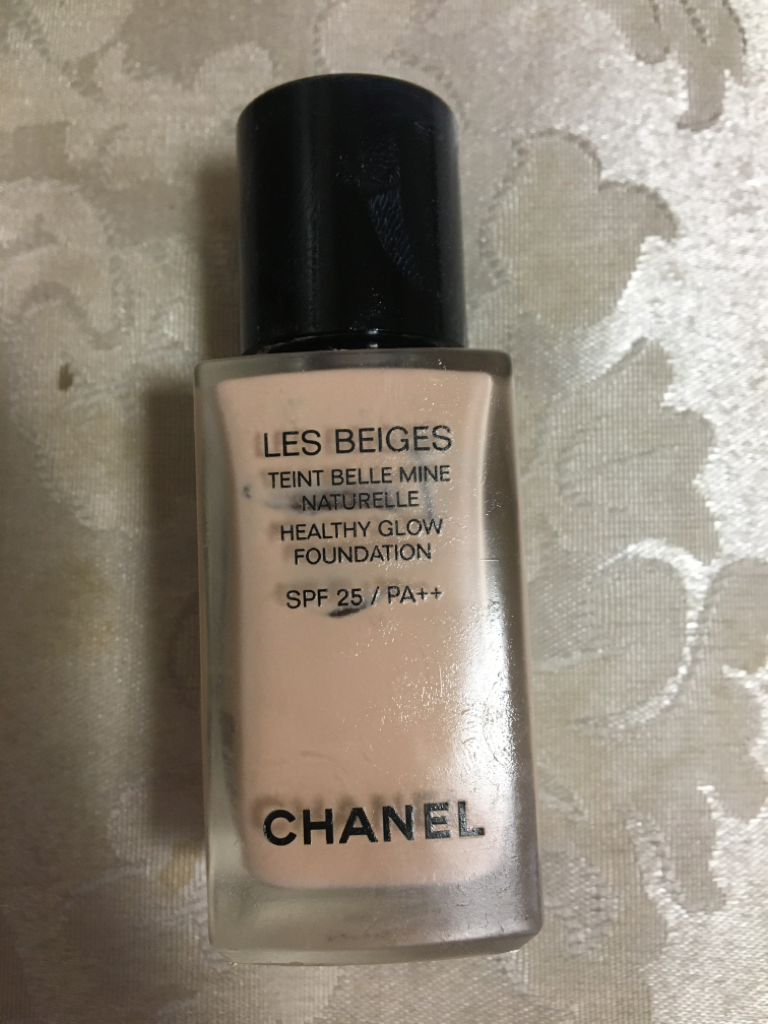 LES BEIGES
TEINT BELLE MINE
NATURELLE
HEALTHY GLOW
FOUNDATION
SPF 25 / PA++
CHANEL